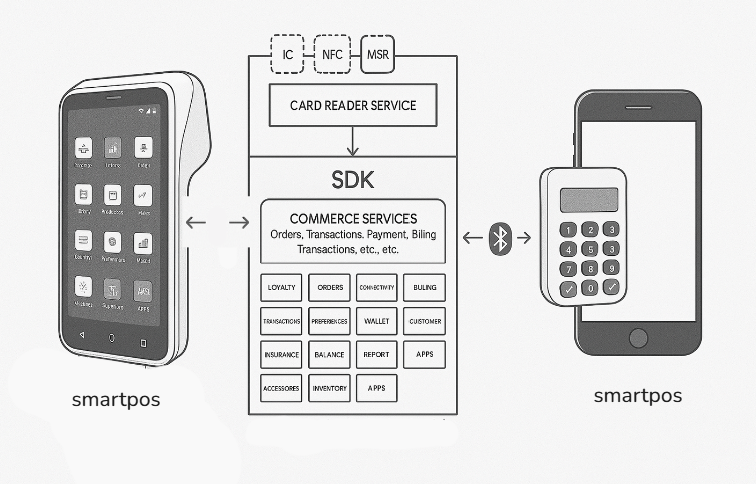 IC
NFC
MSR
CARD READER SERVICE
SDK
COMMERCE SERVICES
Orders, Transactions. Payment, Biling
Transactions, etc., etc.
LOYALTY
ORDERS
CONNECTIVITY
BULING
TRANSACTIONS
PREFERENCES
WALLET
CUSTOMER
INSURANCE
BALANCE
REPORT
APPS
ACCESSORES
INVENTORY
APPS
APPS
1 2 3
4 5 3
7 8 9
0
smartpos
smartpos